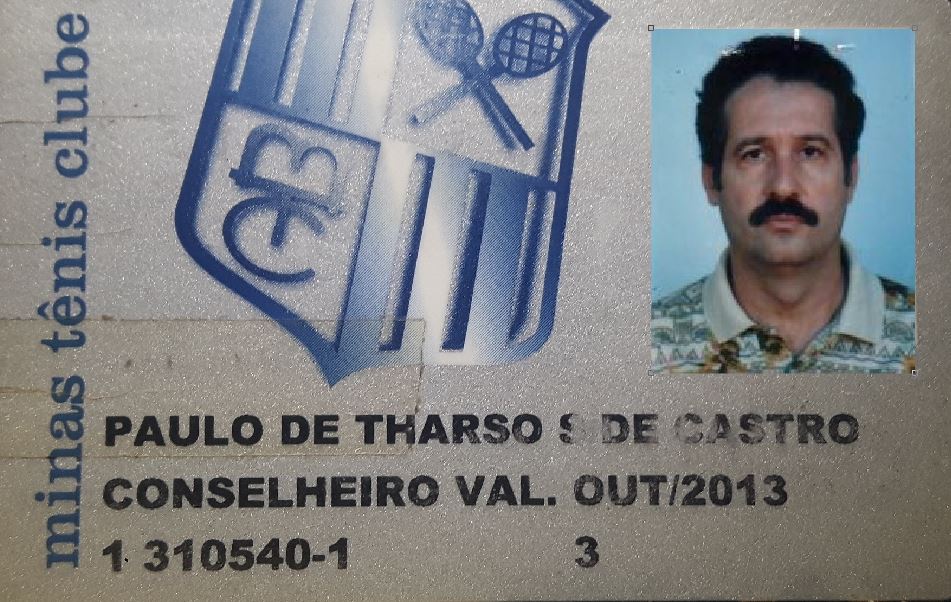 minas tênis clube
PAULO DE THARSO S DE CASTRO
CONSELHEIRO VAL. OUT/2013
1 310540-1 3